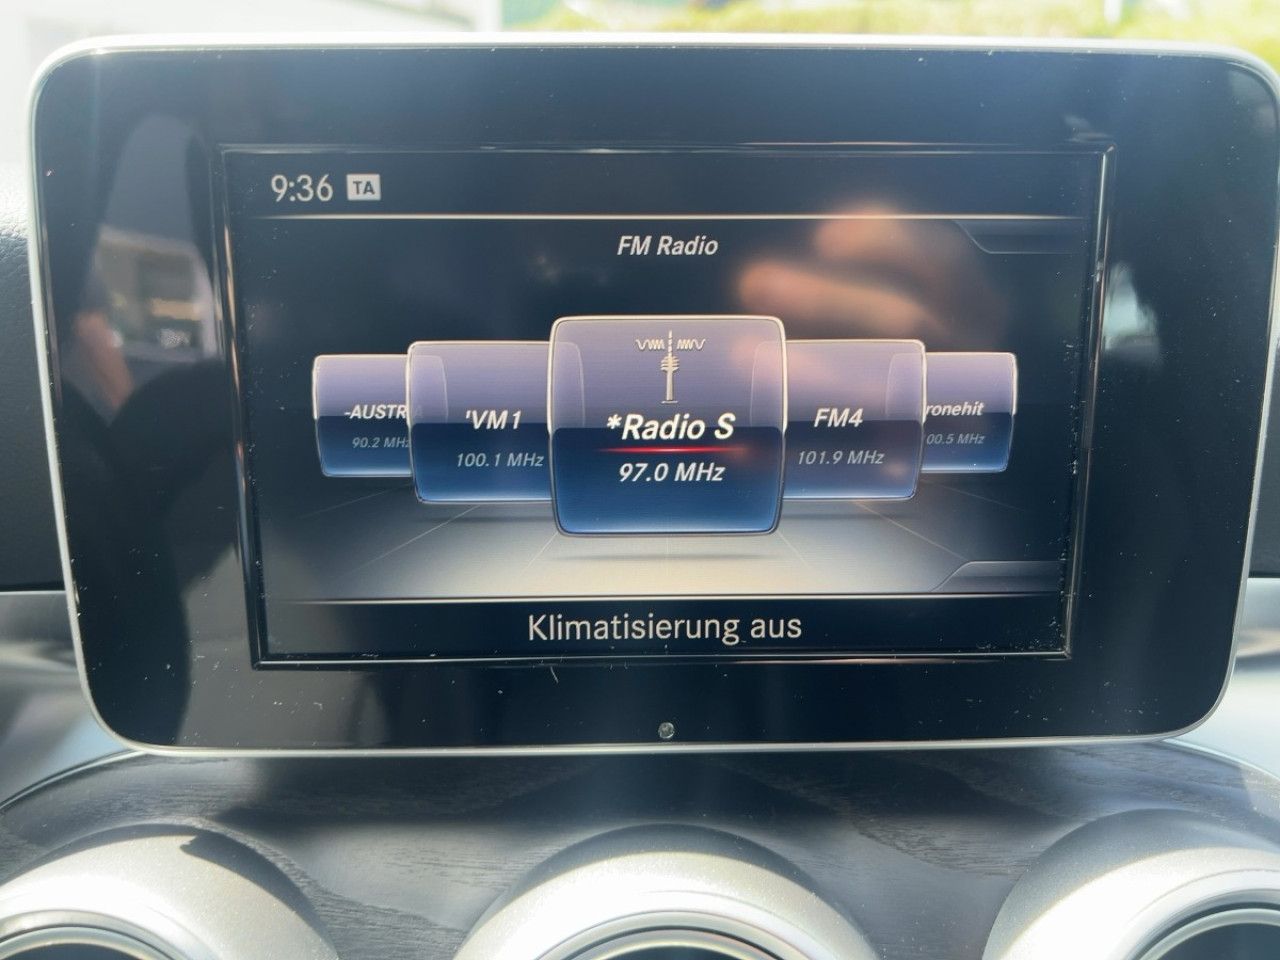 9:36 TA
FM Radio
-AUSTR
90.2 MHz
'VM1
100.1 MHz
*Radio S
97.0 MHz
FM4
101.9 MHz
ronehit
00.5 MHz
Klimatisierung aus